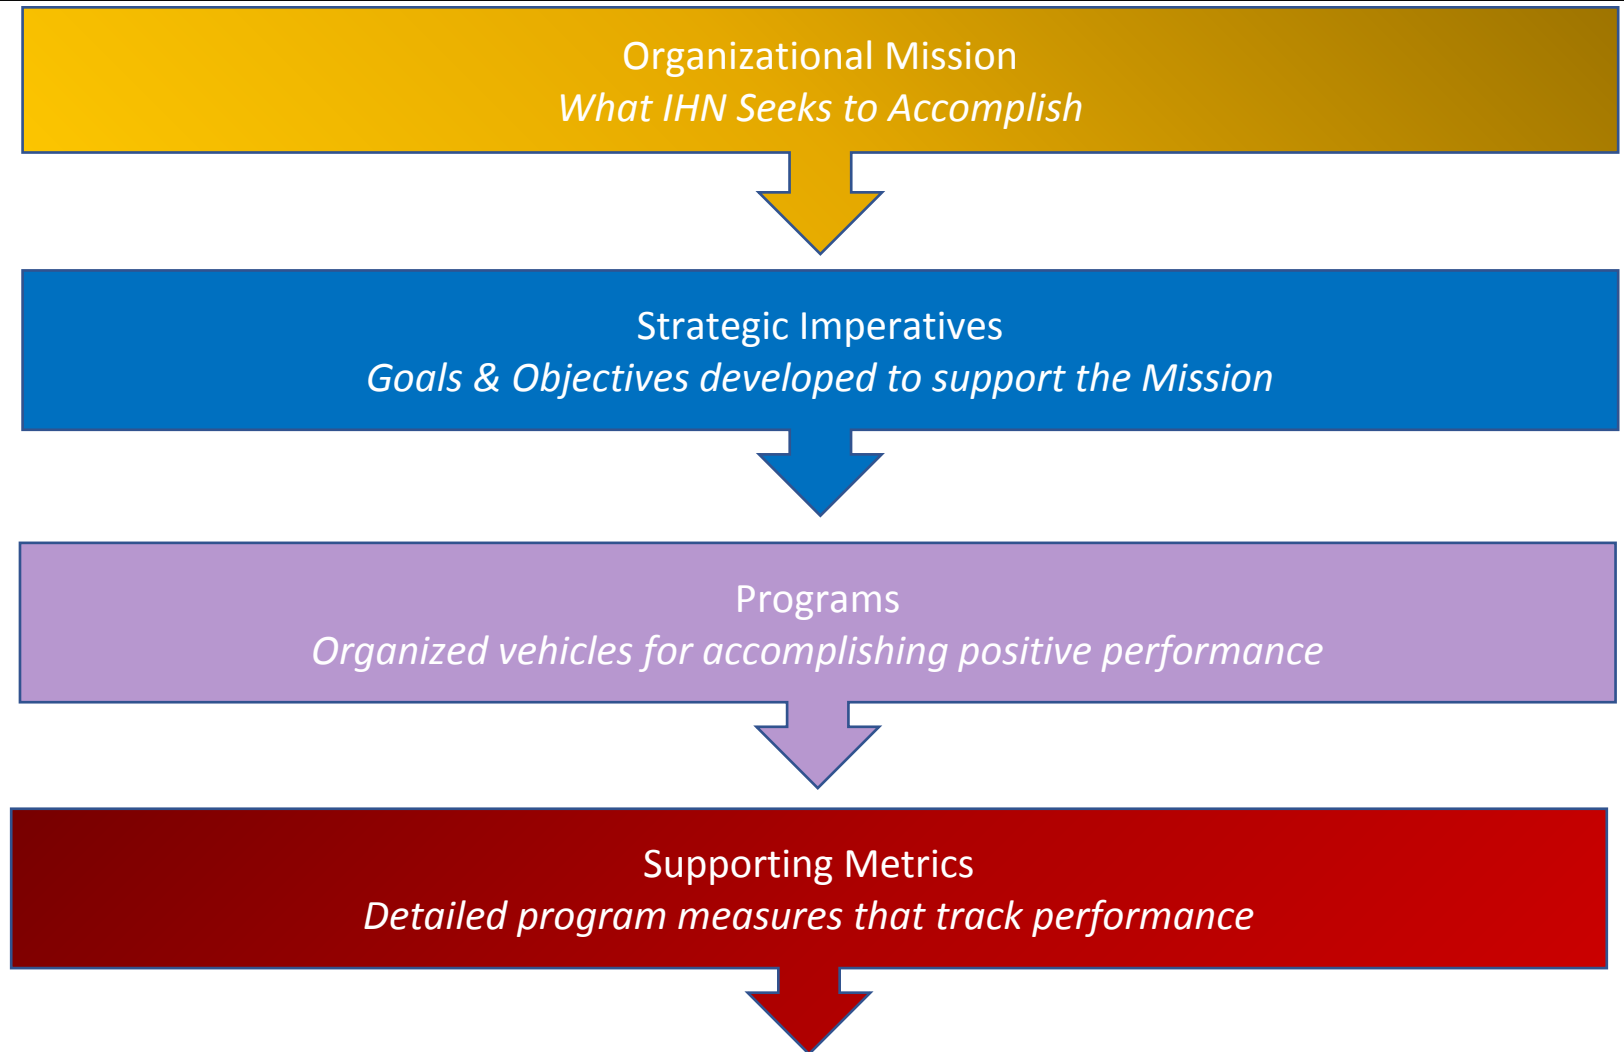 Organizational Mission
What IHN Seeks to Accomplish
Strategic Imperatives
Goals & Objectives developed to support the Mission
Programs
Organized vehicles for accomplishing positive performance
Supporting Metrics
Detailed program measures that track performance